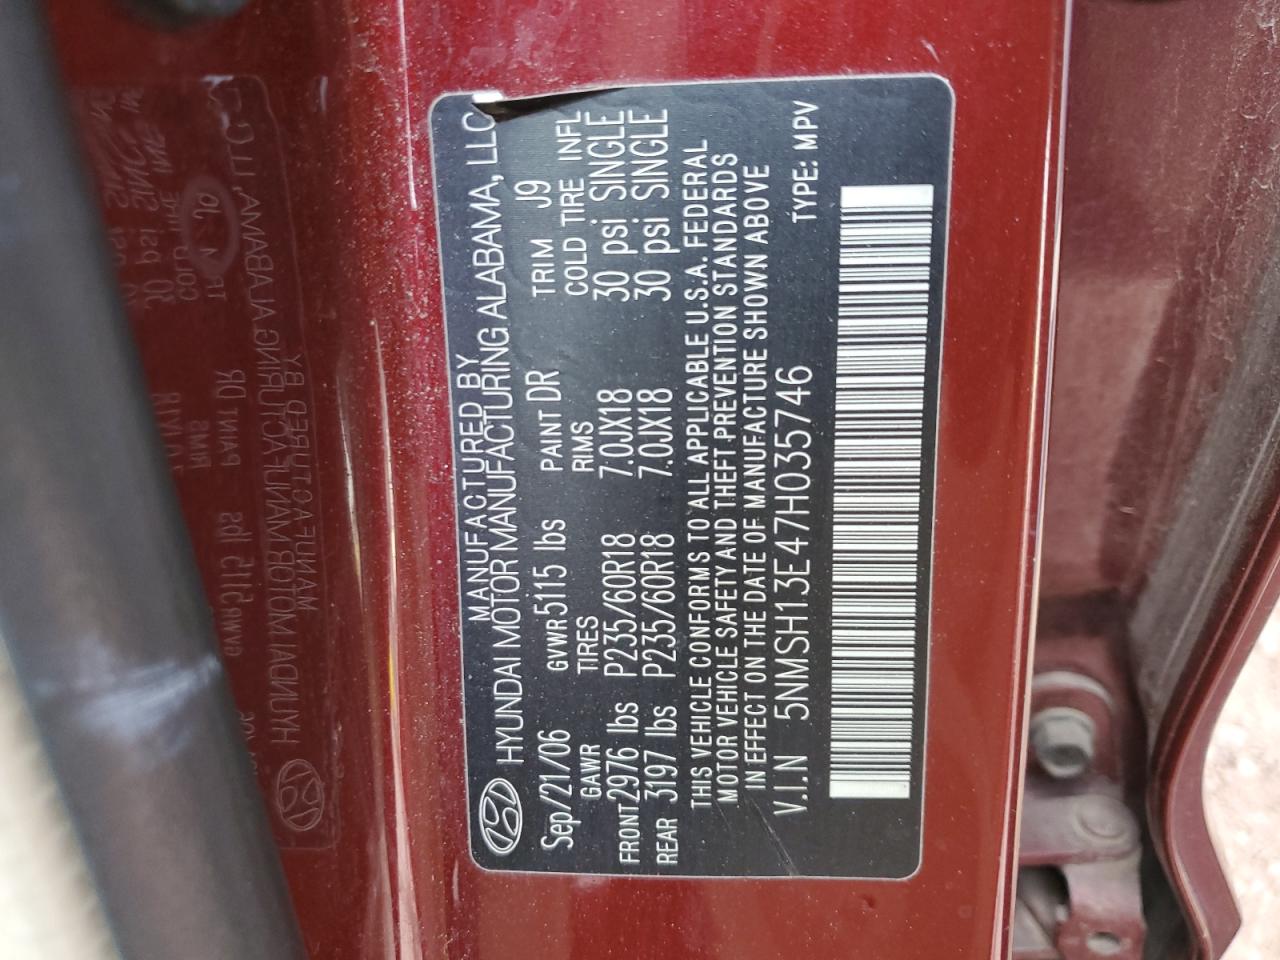 MANUFACTURED BY
HYUNDAI MOTOR MANUFACTURING ALABAMA, LLC
Sep/21/06 GVWR 5115 lbs PAINT DR TRIM J9
GAWR TIRES RIMS COLD TIRE INFL
FRONT 2976 lbs P235/60R18 7.0JX18 30 psi SINGLE
REAR 3197 lbs P235/60R18 7.0JX18 30 psi SINGLE
THIS VEHICLE CONFORMS TO ALL APPLICABLE U.S.A. FEDERAL
MOTOR VEHICLE SAFETY AND THEFT PREVENTION STANDARDS
IN EFFECT ON THE DATE OF MANUFACTURE SHOWN ABOVE
V.I.N 5NMSH13E47H035746 TYPE: MPV